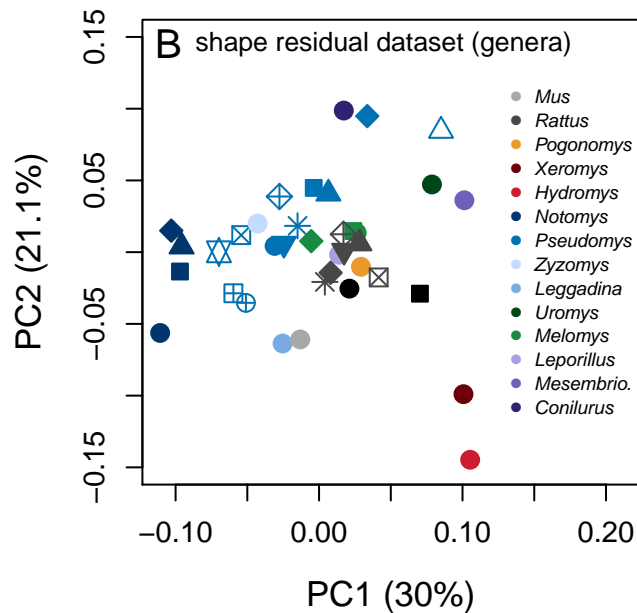 B shape residual dataset (genera)
Mus
Rattus
Pogonomys
Xeromys
Hydromys
Notomys
Pseudomys
Zyzomys
Leggadina
Uromys
Melomys
Leporillus
Mesembrio.
Conilurus
PC2 (21.1%)
0.15
0.05
−0.05
−0.15
−0.10
0.00
0.10
0.20
PC1 (30%)